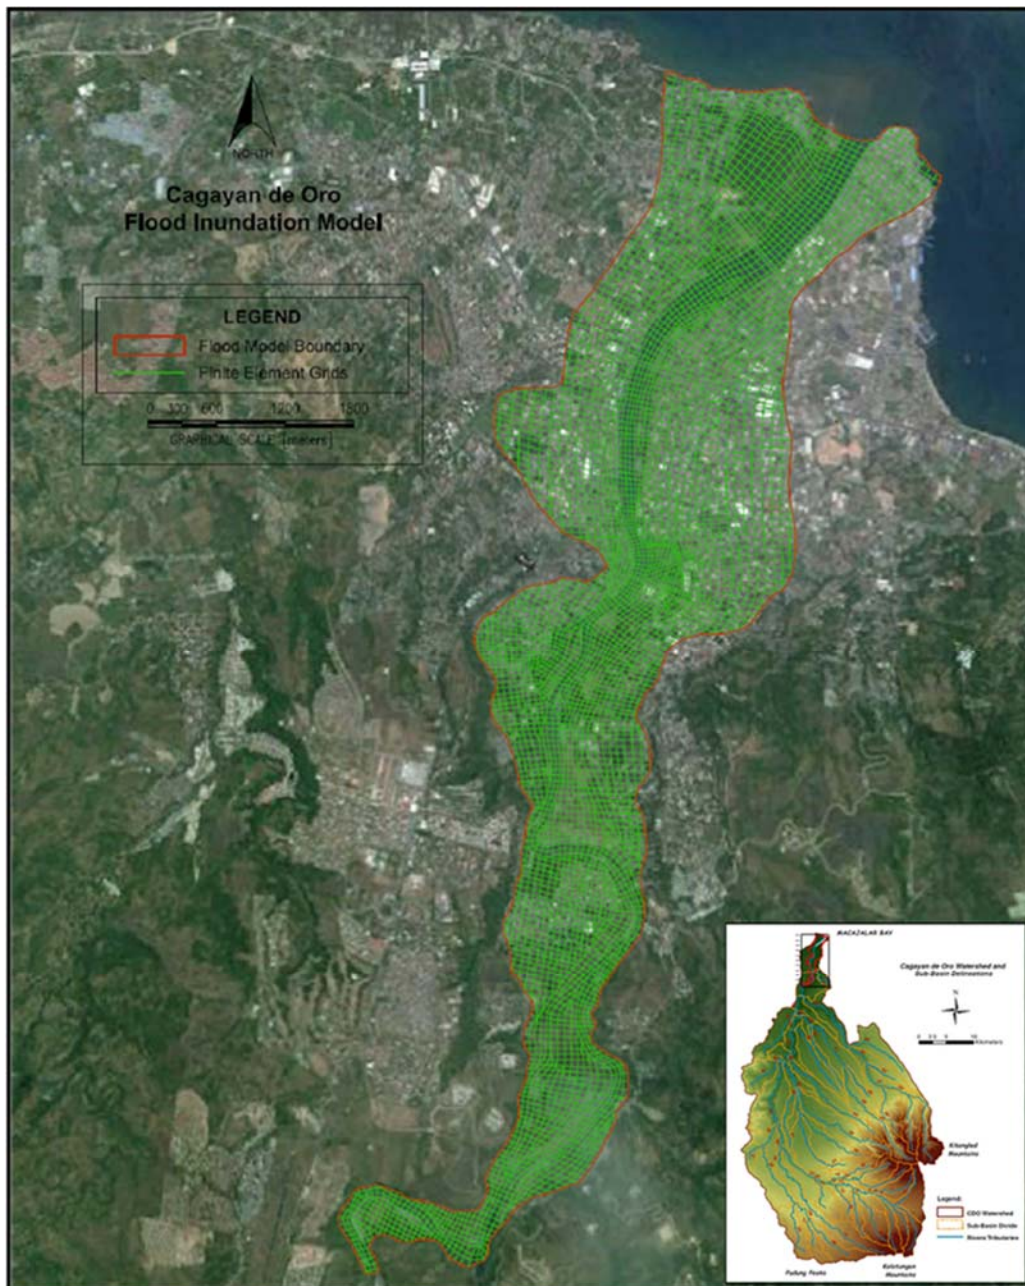 NORTH
Cagayan de Oro
Flood Inundation Model
LEGEND
Flood Model Boundary
Finite Element Grids
0 300 600 1200 1800
GRAPHICAL SCALE [meters]
MACAJALAR BAY
Cagayan de Oro Watershed and
Sub-Basin Delineations
N
Kilometers
Kitanglad
Mountains
Legend:
CDO Watershed
Sub-Basin Divide
Rivers Tributaries
Kalatungan
Mountains